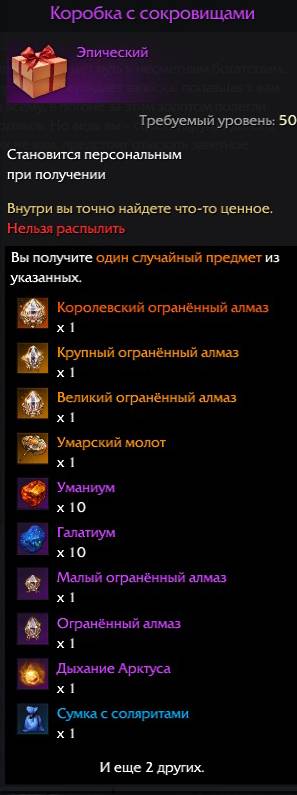 Коробка с сокровищами
Эпический
Требуемый уровень: 50
Становится персональным
при получении
Внутри вы точно найдете что-то ценное.
Нельзя распылить
Вы получите один случайный предмет из
указанных.
Королевский огранённый алмаз
x 1
Крупный огранённый алмаз
x 1
Великий огранённый алмаз
x 1
Умарский молот
x 1
Уманиум
x 10
Галатиум
x 10
Малый огранённый алмаз
x 1
Огранённый алмаз
x 1
Дыхание Арктуса
x 1
Сумка с соляритами
x 1
И еще 2 других.